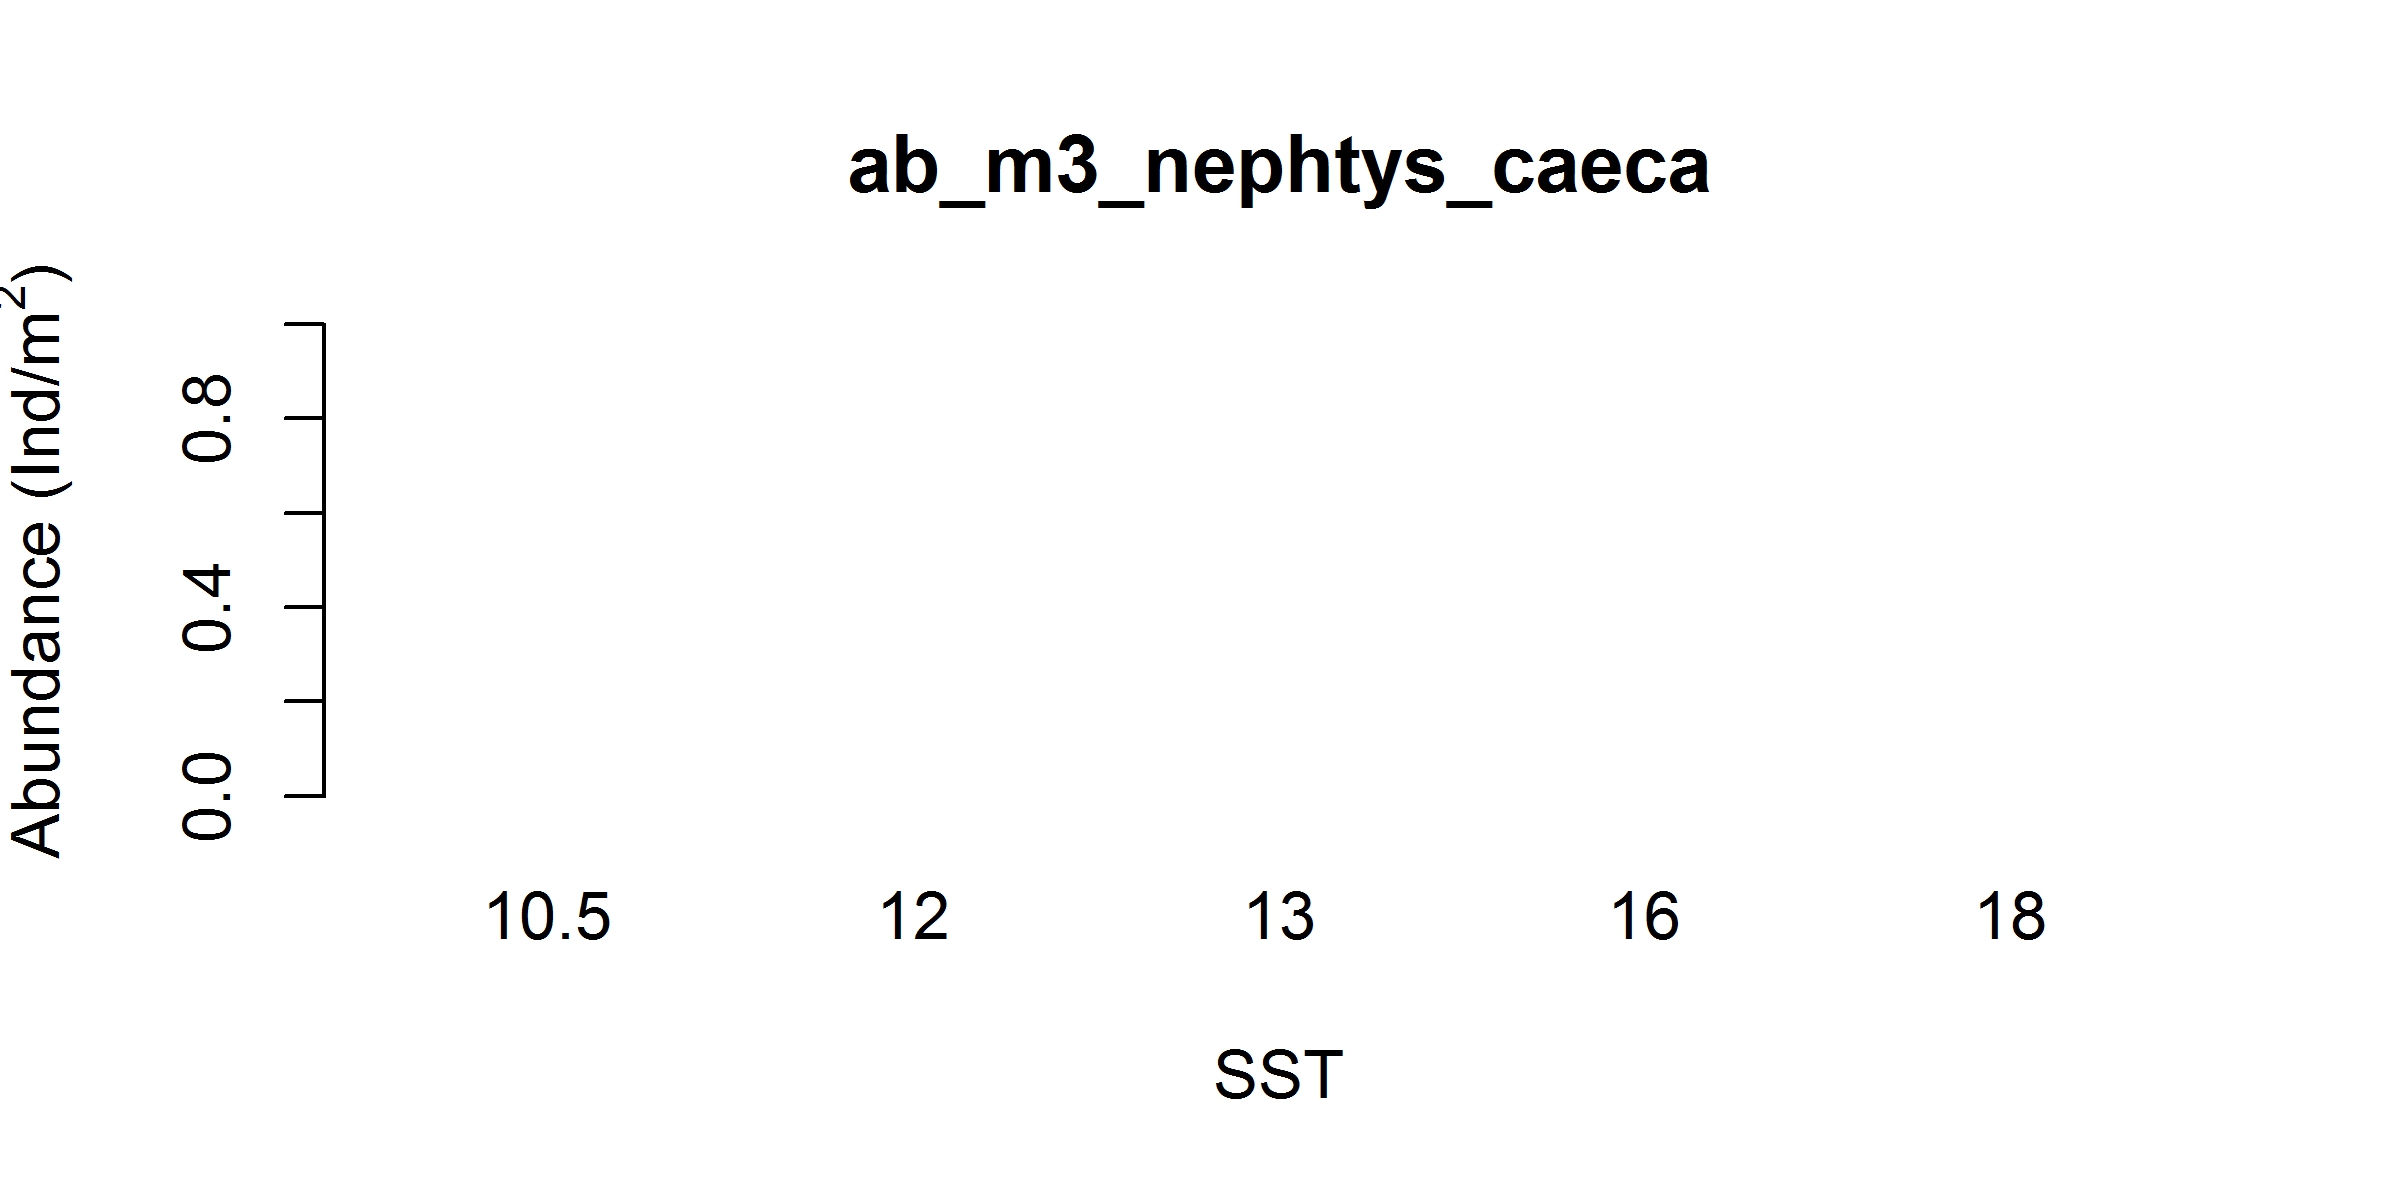 ab_m3_nephtys_caeca
Abundance (Ind/m²)
0.8
0.4
0.0
10.5 12 13 16 18
SST